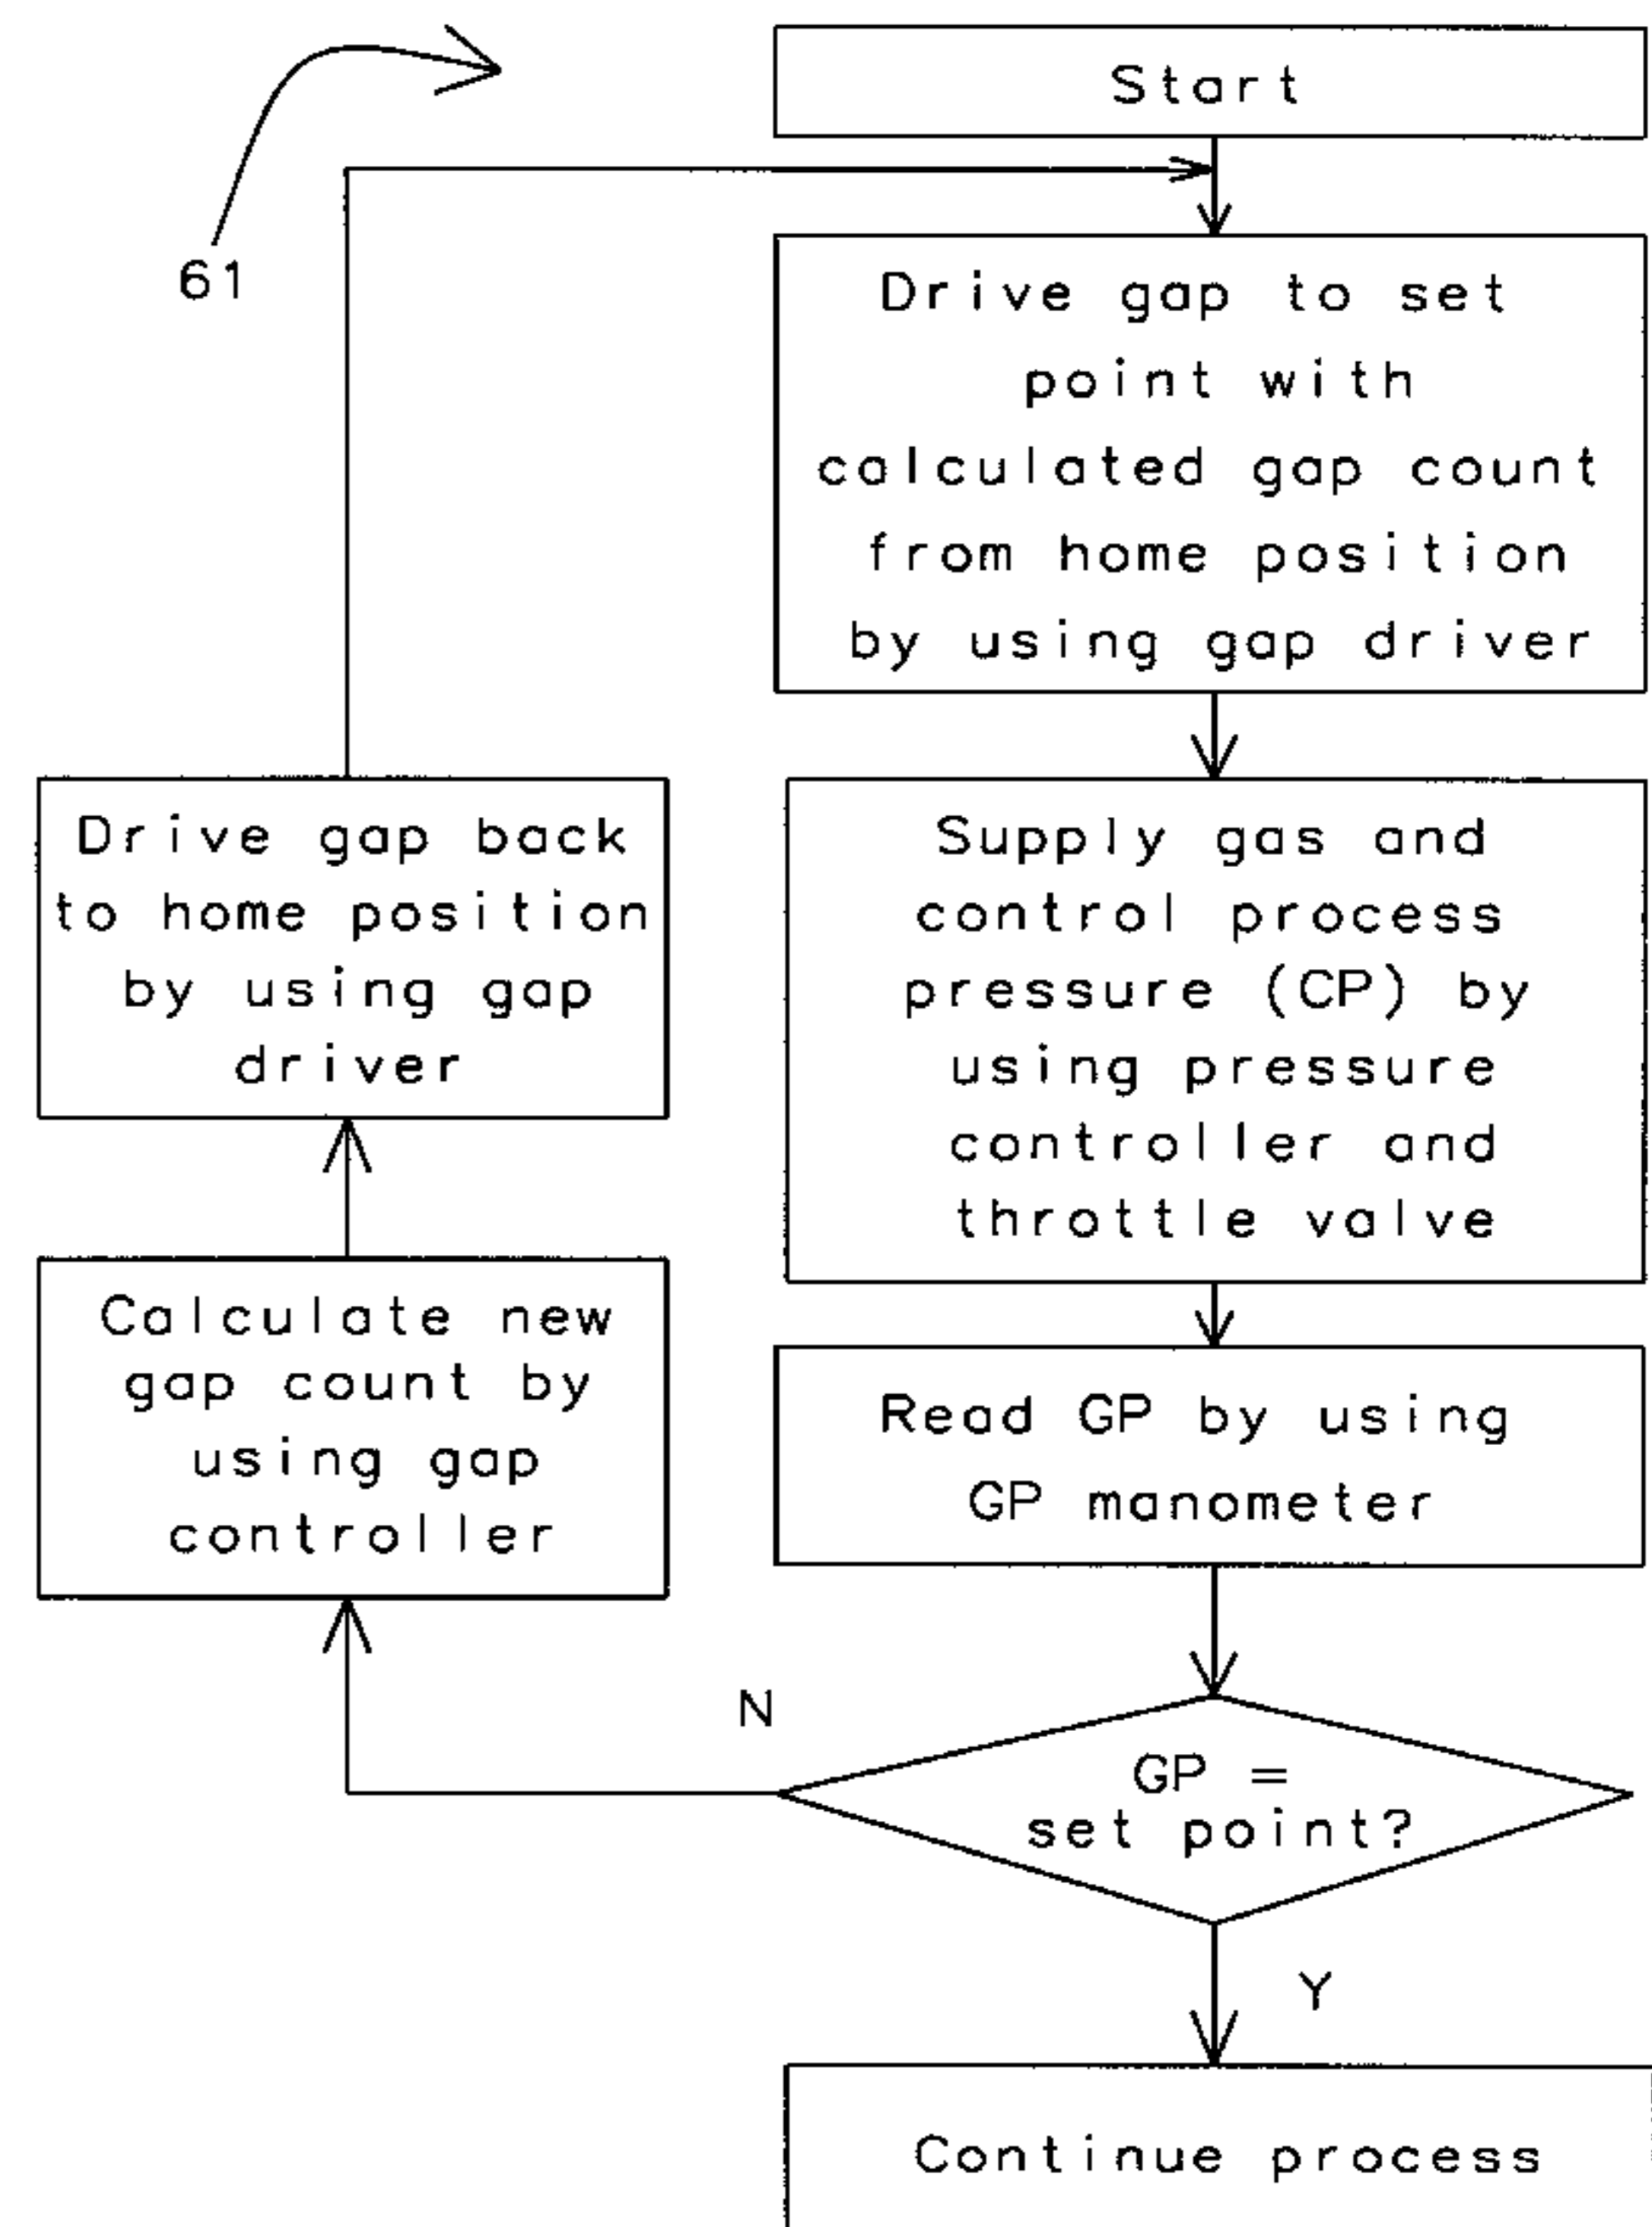 Start
61
Drive gap to set
point with
calculated gap count
from home position
by using gap driver
Supply gas and
control process
pressure (CP) by
using pressure
controller and
throttle valve
Read GP by using
GP manometer
GP =
set point?
N
Calculate new
gap count by
using gap
controller
Drive gap back
to home position
by using gap
driver
Y
Continue process